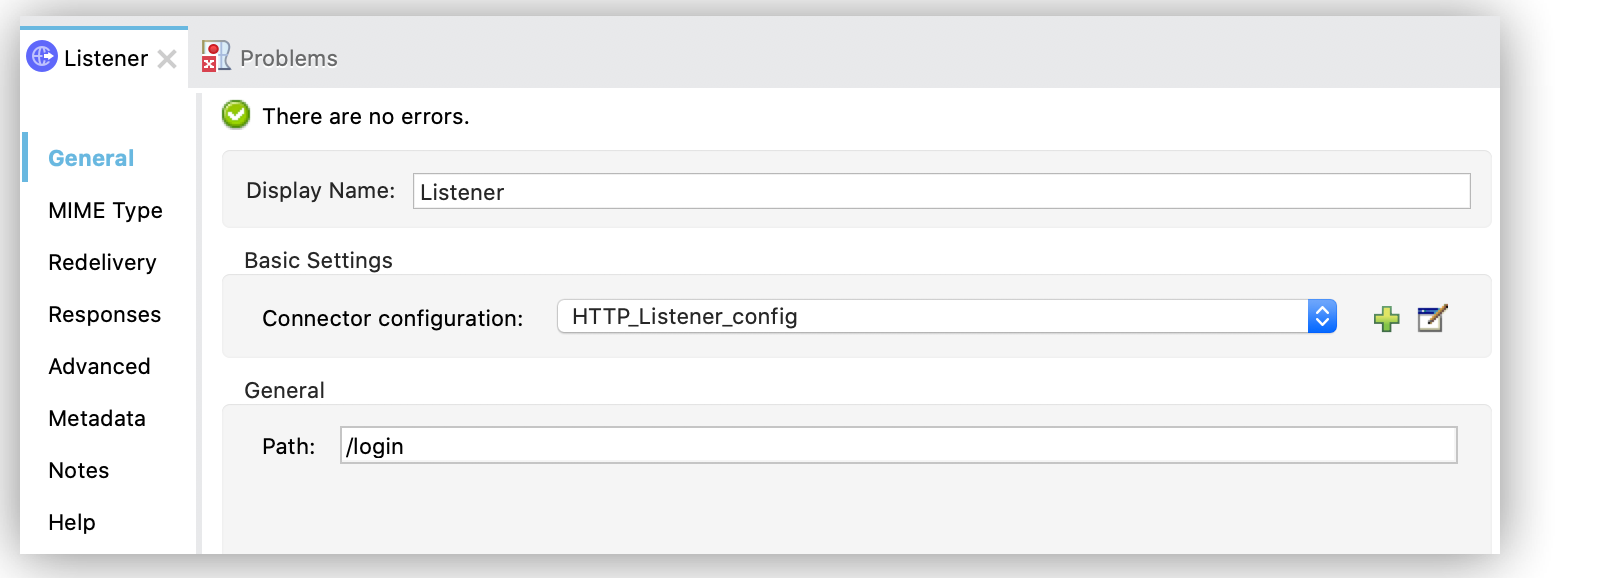 Listener
Problems
There are no errors.
General
MIME Type
Redelivery
Responses
Advanced
Metadata
Notes
Help
Display Name: Listener
Basic Settings
Connector configuration: HTTP_Listener_config
General
Path: /login